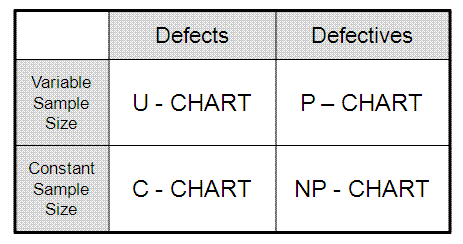 Defects Defectives
Variable
Sample
Size
U - CHART P – CHART
Constant
Sample
Size
C - CHART NP - CHART